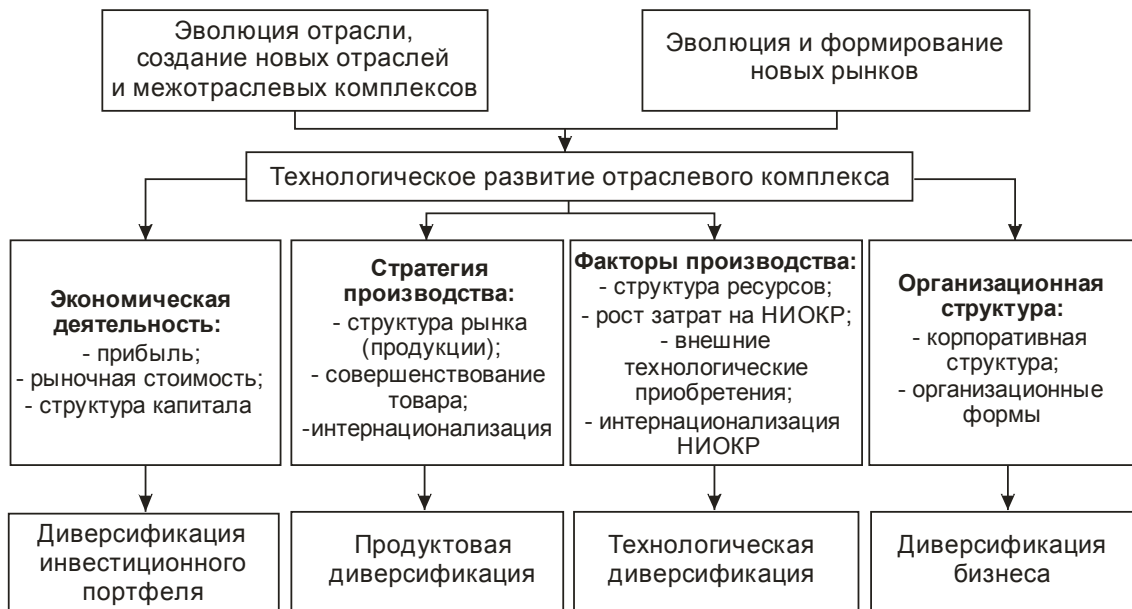 Эволюция отрасли,
создание новых отраслей
и межотраслевых комплексов
Эволюция и формирование
новых рынков
Технологическое развитие отраслевого комплекса
Экономическая
деятельность:
- прибыль;
- рыночная стоимость;
- структура капитала
Стратегия
производства:
- структура рынка
(продукции);
- совершенствование
товара;
-интернационализация
Факторы производства:
- структура ресурсов;
- рост затрат на НИОКР;
- внешние
технологические
приобретения;
- интернационализация
НИОКР
Организационная
структура:
- корпоративная
структура;
- организационные
формы
Диверсификация
инвестиционного
портфеля
Продуктовая
диверсификация
Технологическая
диверсификация
Диверсификация
бизнеса